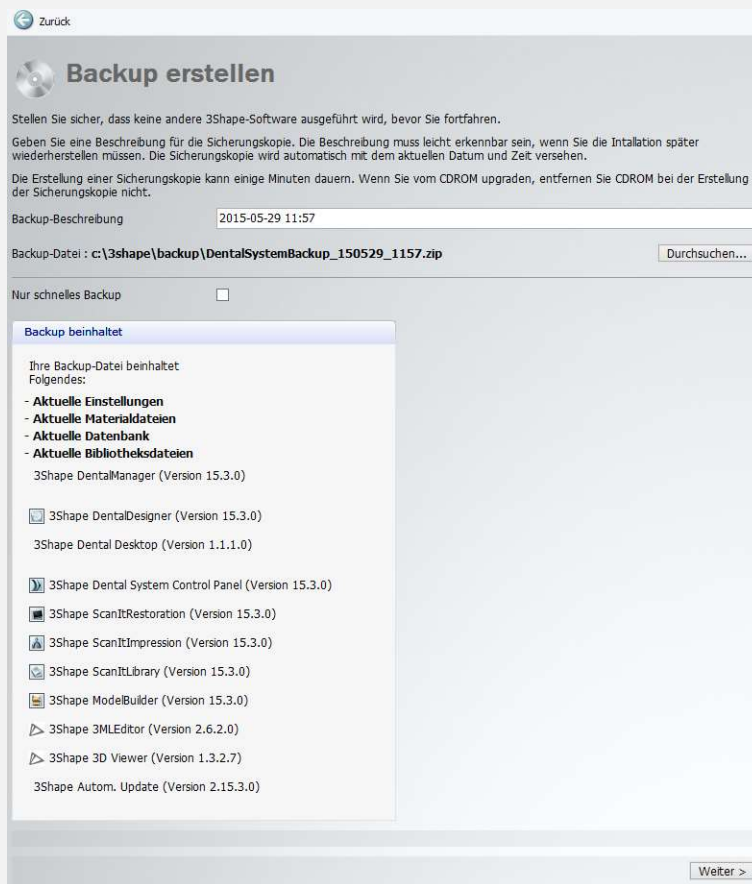 Zurück
Backup erstellen
Stellen Sie sicher, dass keine andere 3Shape-Software ausgeführt wird, bevor Sie fortfahren.
Geben Sie eine Beschreibung für die Sicherungskopie. Die Beschreibung muss leicht erkennbar sein, wenn Sie die Intallation später
wiederherstellen müssen. Die Sicherungskopie wird automatisch mit dem aktuellen Datum und Zeit versehen.
Die Erstellung einer Sicherungskopie kann einige Minuten dauern. Wenn Sie vom CDROM upgraden, entfernen Sie CDROM bei der Erstellung
der Sicherungskopie nicht.
Backup-Beschreibung 2015-05-29 11:57
Backup-Datei : c:\3shape\backup\DentalSystemBackup_150529_1157.zip Durchsuchen...
Nur schnelles Backup
Backup beinhaltet
Ihre Backup-Datei beinhaltet
Folgendes:
- Aktuelle Einstellungen
- Aktuelle Materialdateien
- Aktuelle Datenbank
- Aktuelle Bibliotheksdateien
3Shape DentalManager (Version 15.3.0)
3Shape DentalDesigner (Version 15.3.0)
3Shape Dental Desktop (Version 1.1.1.0)
3Shape Dental System Control Panel (Version 15.3.0)
3Shape ScanItRestoration (Version 15.3.0)
3Shape ScanItImpression (Version 15.3.0)
3Shape ScanItLibrary (Version 15.3.0)
3Shape ModelBuilder (Version 15.3.0)
3Shape 3MLEditor (Version 2.6.2.0)
3Shape 3D Viewer (Version 1.3.2.7)
3Shape Autom. Update (Version 2.15.3.0)
Weiter >